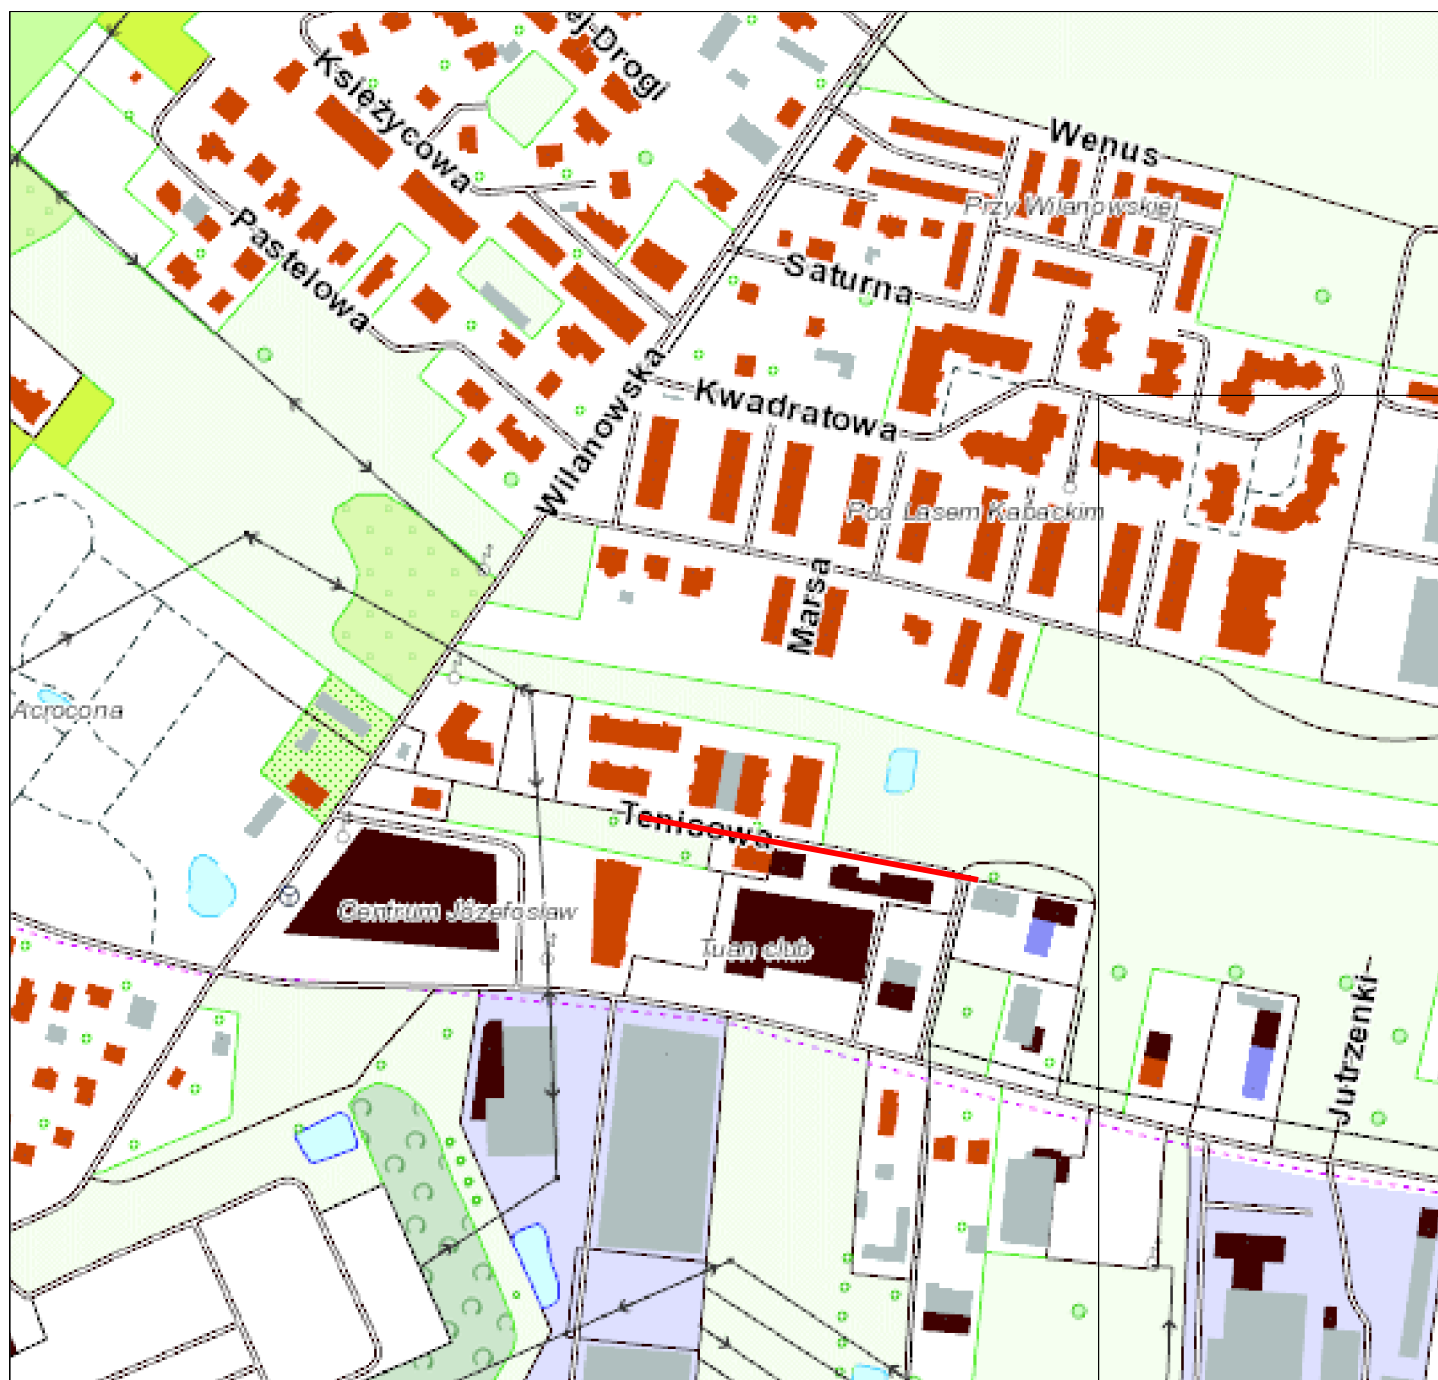 ej-Drogi
Księżycowa
Wenus
Przy Wilanowskiej
Pastelowa
Saturna
Wilanowska
Kwadratowa
Pod Lasem Kabackim
Marsa
Acrocona
Tenisowa
Centrum Józefosław
Tuan club
Jutrzenki